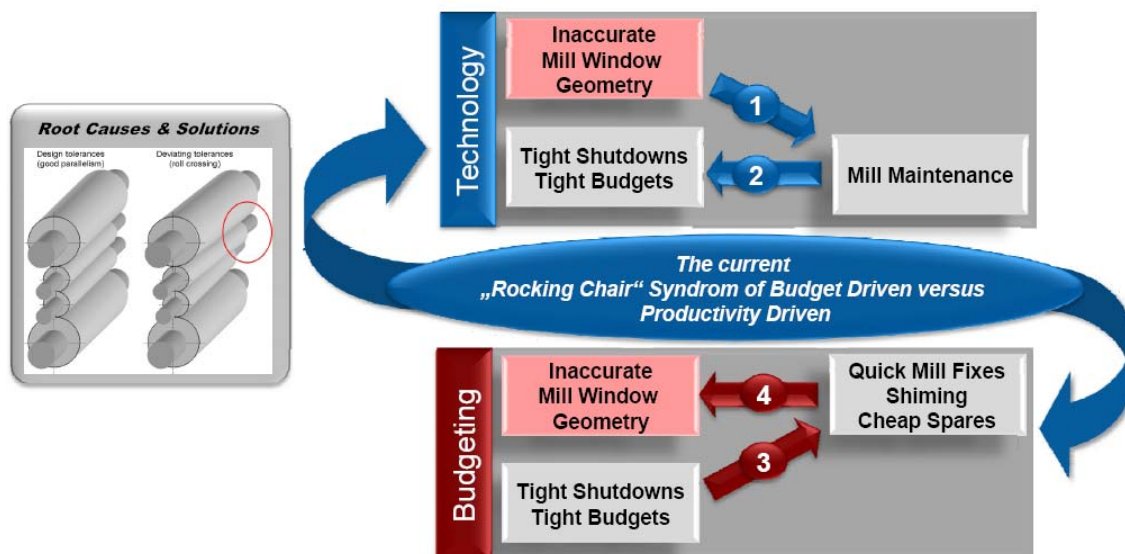 Root Causes & Solutions
Design tolerances
(good parallelism)
Deviating tolerances
(roll crossing)
Technology
Inaccurate
Mill Window
Geometry
1
Tight Shutdowns
Tight Budgets
2
Mill Maintenance
The current
„Rocking Chair“ Syndrom of Budget Driven versus
Productivity Driven
Budgeting
Inaccurate
Mill Window
Geometry
4
Quick Mill Fixes
Shiming
Cheap Spares
3
Tight Shutdowns
Tight Budgets